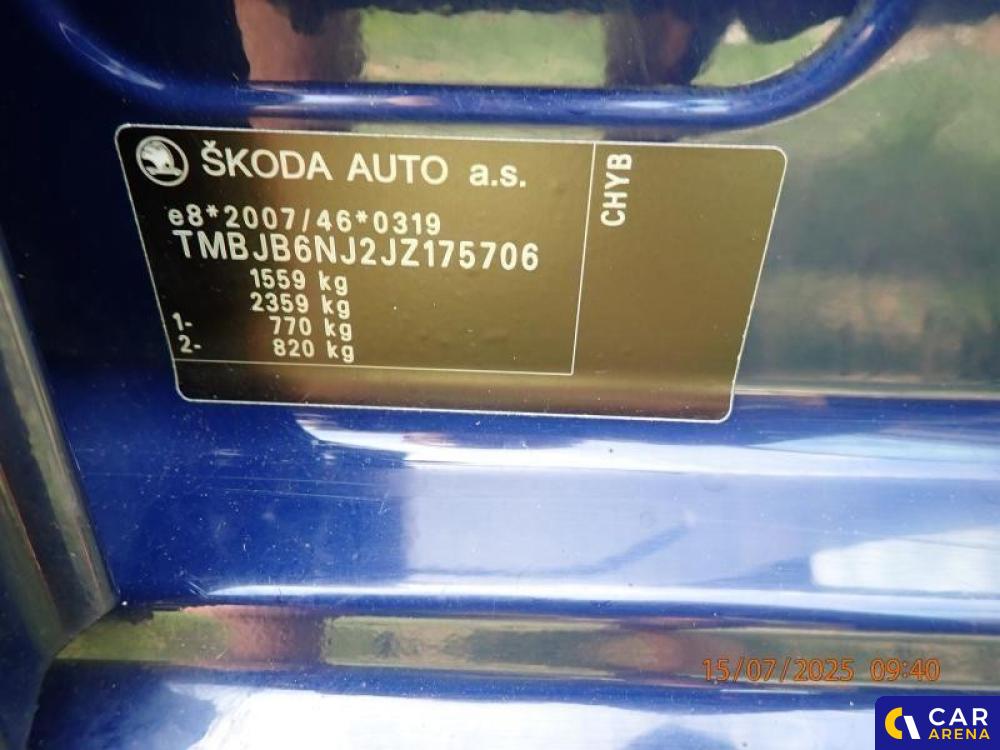 ŠKODA AUTO a.s.
e8*2007/46*0319
TMBJB6NJ2JZ175706
1559 kg
2359 kg
1- 770 kg
2- 820 kg
CHYB
15/07/2025 09:40
CAR
ARENA